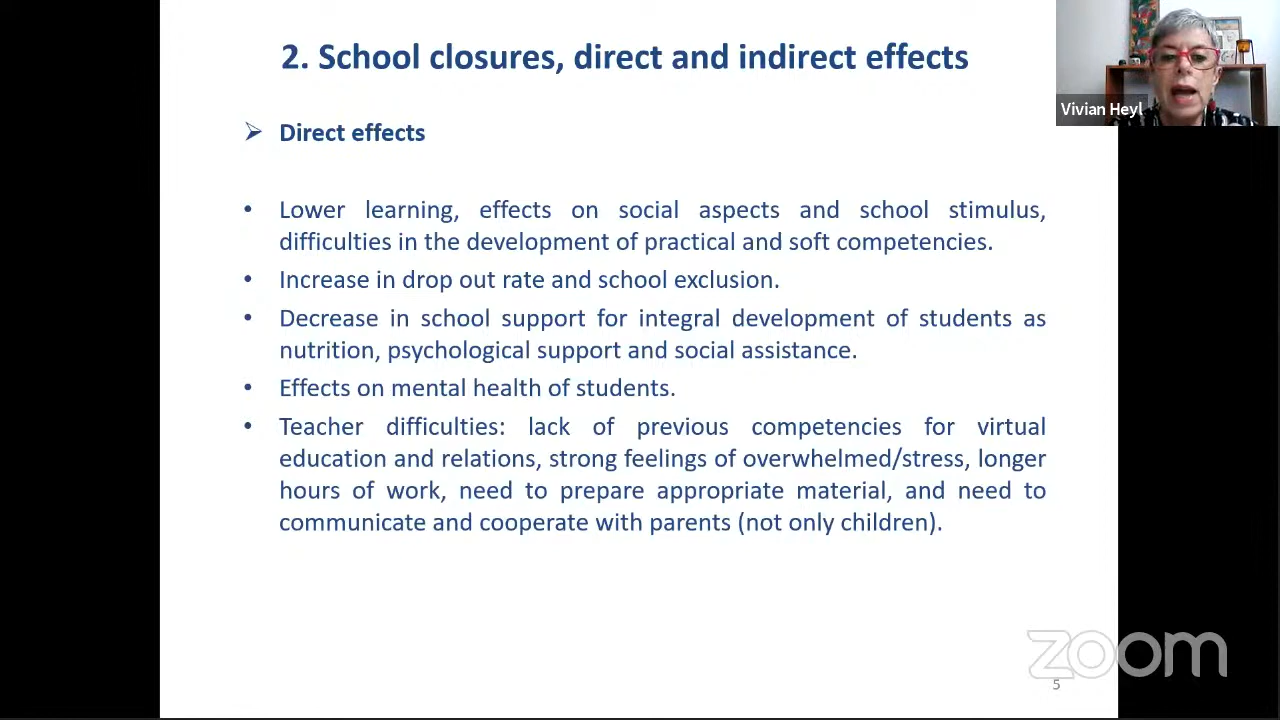 2. School closures, direct and indirect effects
Vivian Heyl
➢ Direct effects
• Lower learning, effects on social aspects and school stimulus,
difficulties in the development of practical and soft competencies.
• Increase in drop out rate and school exclusion.
• Decrease in school support for integral development of students as
nutrition, psychological support and social assistance.
• Effects on mental health of students.
• Teacher difficulties: lack of previous competencies for virtual
education and relations, strong feelings of overwhelmed/stress, longer
hours of work, need to prepare appropriate material, and need to
communicate and cooperate with parents (not only children).
zoom
5